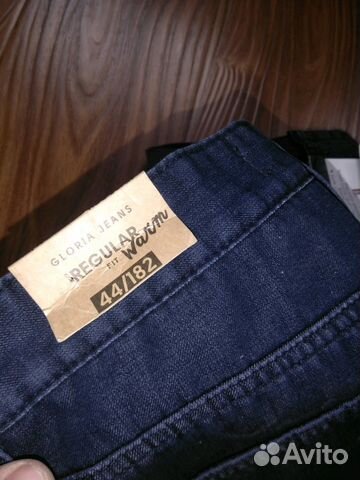 GLORIA JEANS
REGULAR
FIT warm
44/182
Avito